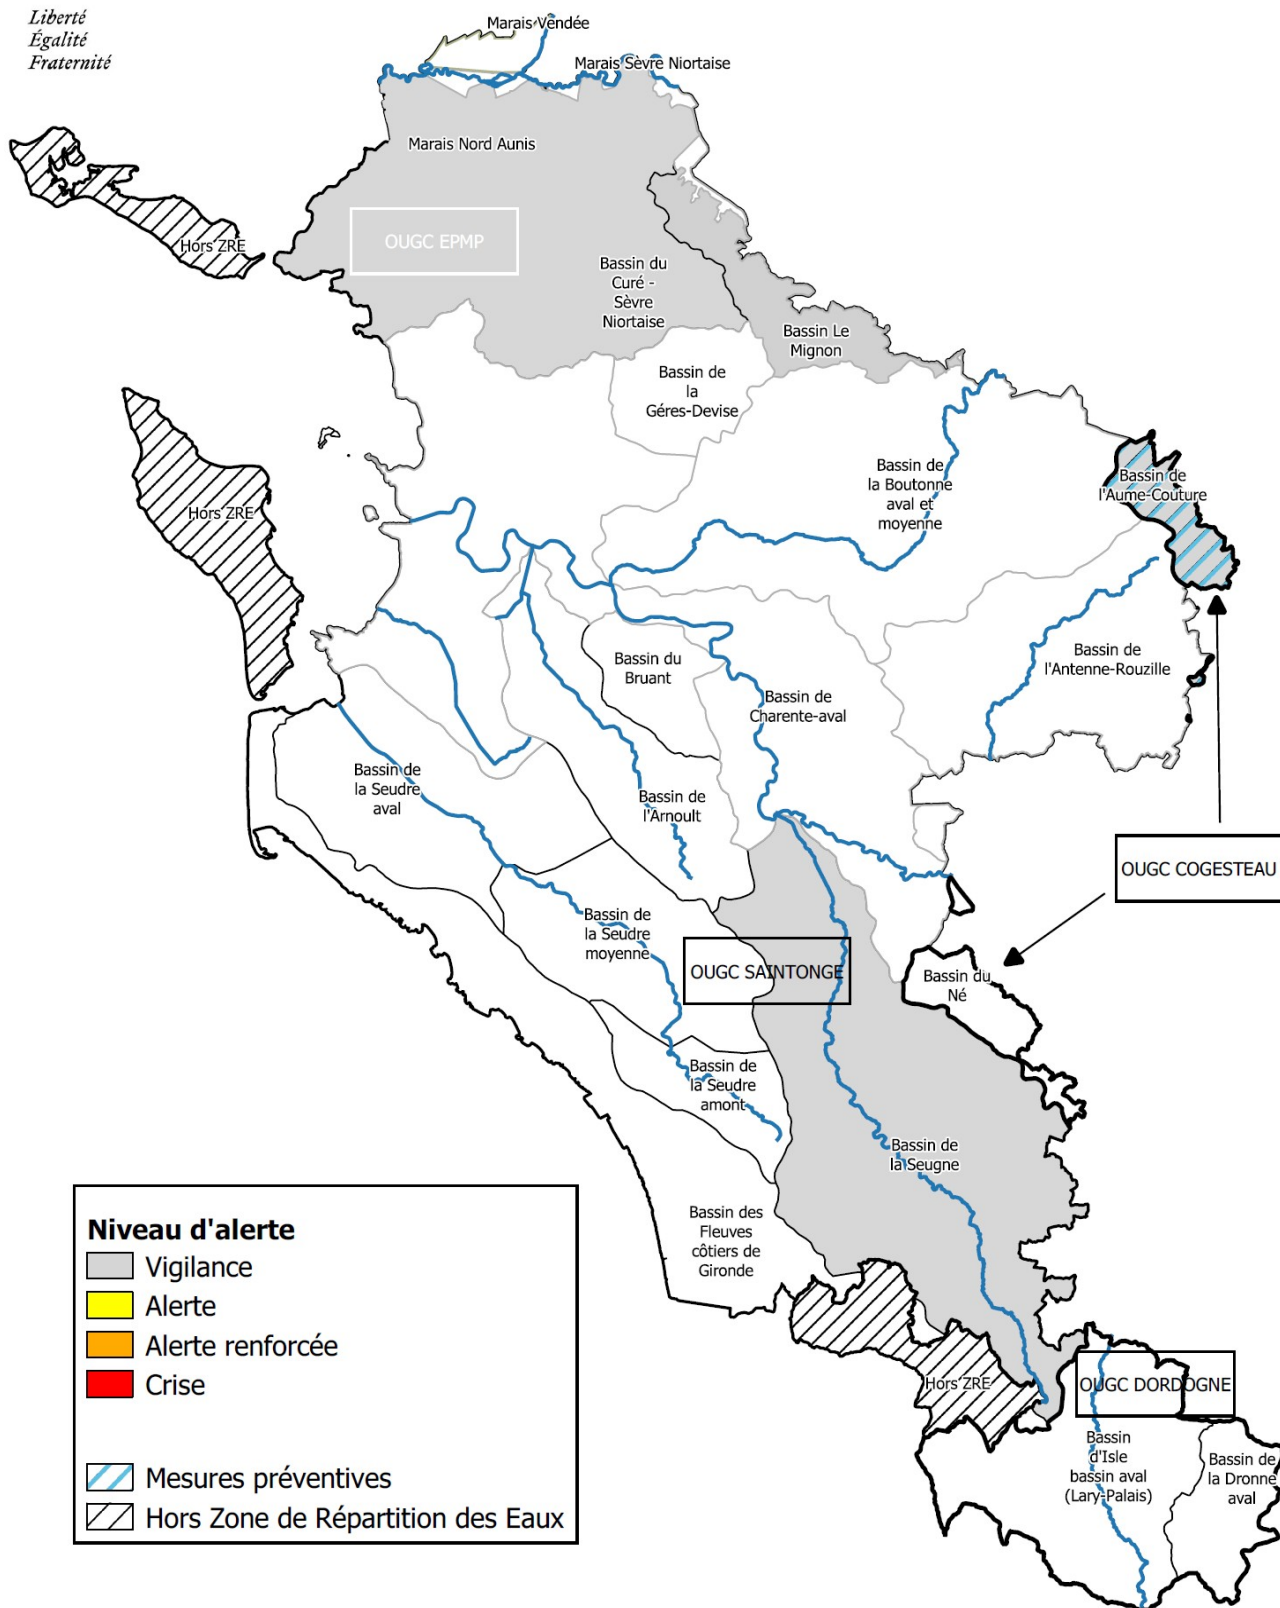 Liberté
Égalité
Fraternité
Marais Vendée
Marais Sèvre Niortaise
Marais Nord Aunis
Hors ZRE
OUGC EPMP
Bassin du
Curé -
Sèvre
Niortaise
Bassin Le
Mignon
Bassin de
la
Géres-Devise
Bassin de
la Boutonne
aval et
moyenne
Bassin de
l'Aume-Couture
Hors ZRE
Bassin du
Bruant
Bassin de
l'Antenne-Rouzille
Bassin de
Charente-aval
Bassin de
la Seudre
aval
Bassin de
l'Arnoult
OUGC COGESTEAU
Bassin de
la Seudre
moyenne
OUGC SAINTONGE
Bassin du
Né
Bassin de
la Seudre
amont
Bassin de
la Seugne
Bassin des
Fleuves
côtiers de
Gironde
Hors ZRE
OUGC DORDOGNE
Bassin
d'Isle
bassin aval
(Lary-Palais)
Bassin de
la Dronne
aval
Niveau d'alerte
Vigilance
Alerte
Alerte renforcée
Crise
Mesures préventives
Hors Zone de Répartition des Eaux